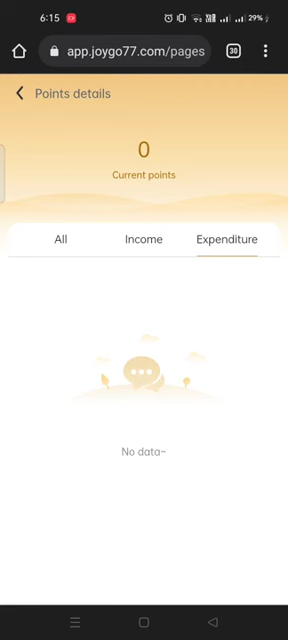 6:15
29%
app.joygo77.com/pages
30
Points details
0
Current points
All Income Expenditure
No data~